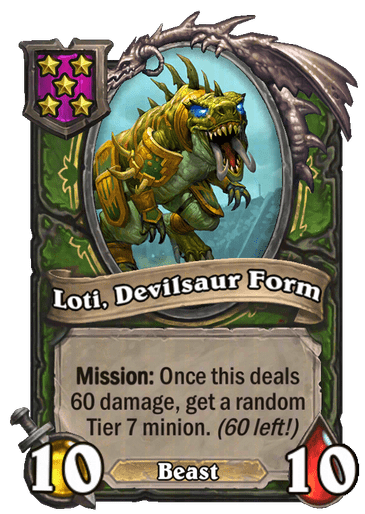 Loti, Devilsaur Form
Mission: Once this deals
60 damage, get a random
Tier 7 minion. (60 left!)
10
Beast
10